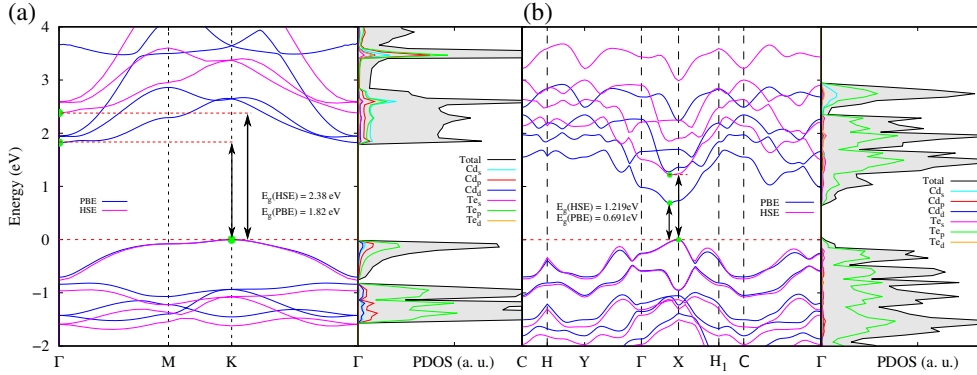 (a)
4
3
2
1
0
−1
−2
Energy (eV)
PBE
HSE
E_g(HSE) = 2.38 eV
E_g(PBE) = 1.82 eV
Γ
M
K
Γ
Total
Cd_s
Cd_p
Cd_d
Te_s
Te_p
Te_d
PDOS (a. u.)
(b)
E_g(HSE) = 1.219eV
E_g(PBE) = 0.691eV
PBE
HSE
C
H
Y
Γ
X
H_1
C
Γ
Total
Cd_s
Cd_p
Cd_d
Te_s
Te_p
Te_d
PDOS (a. u.)